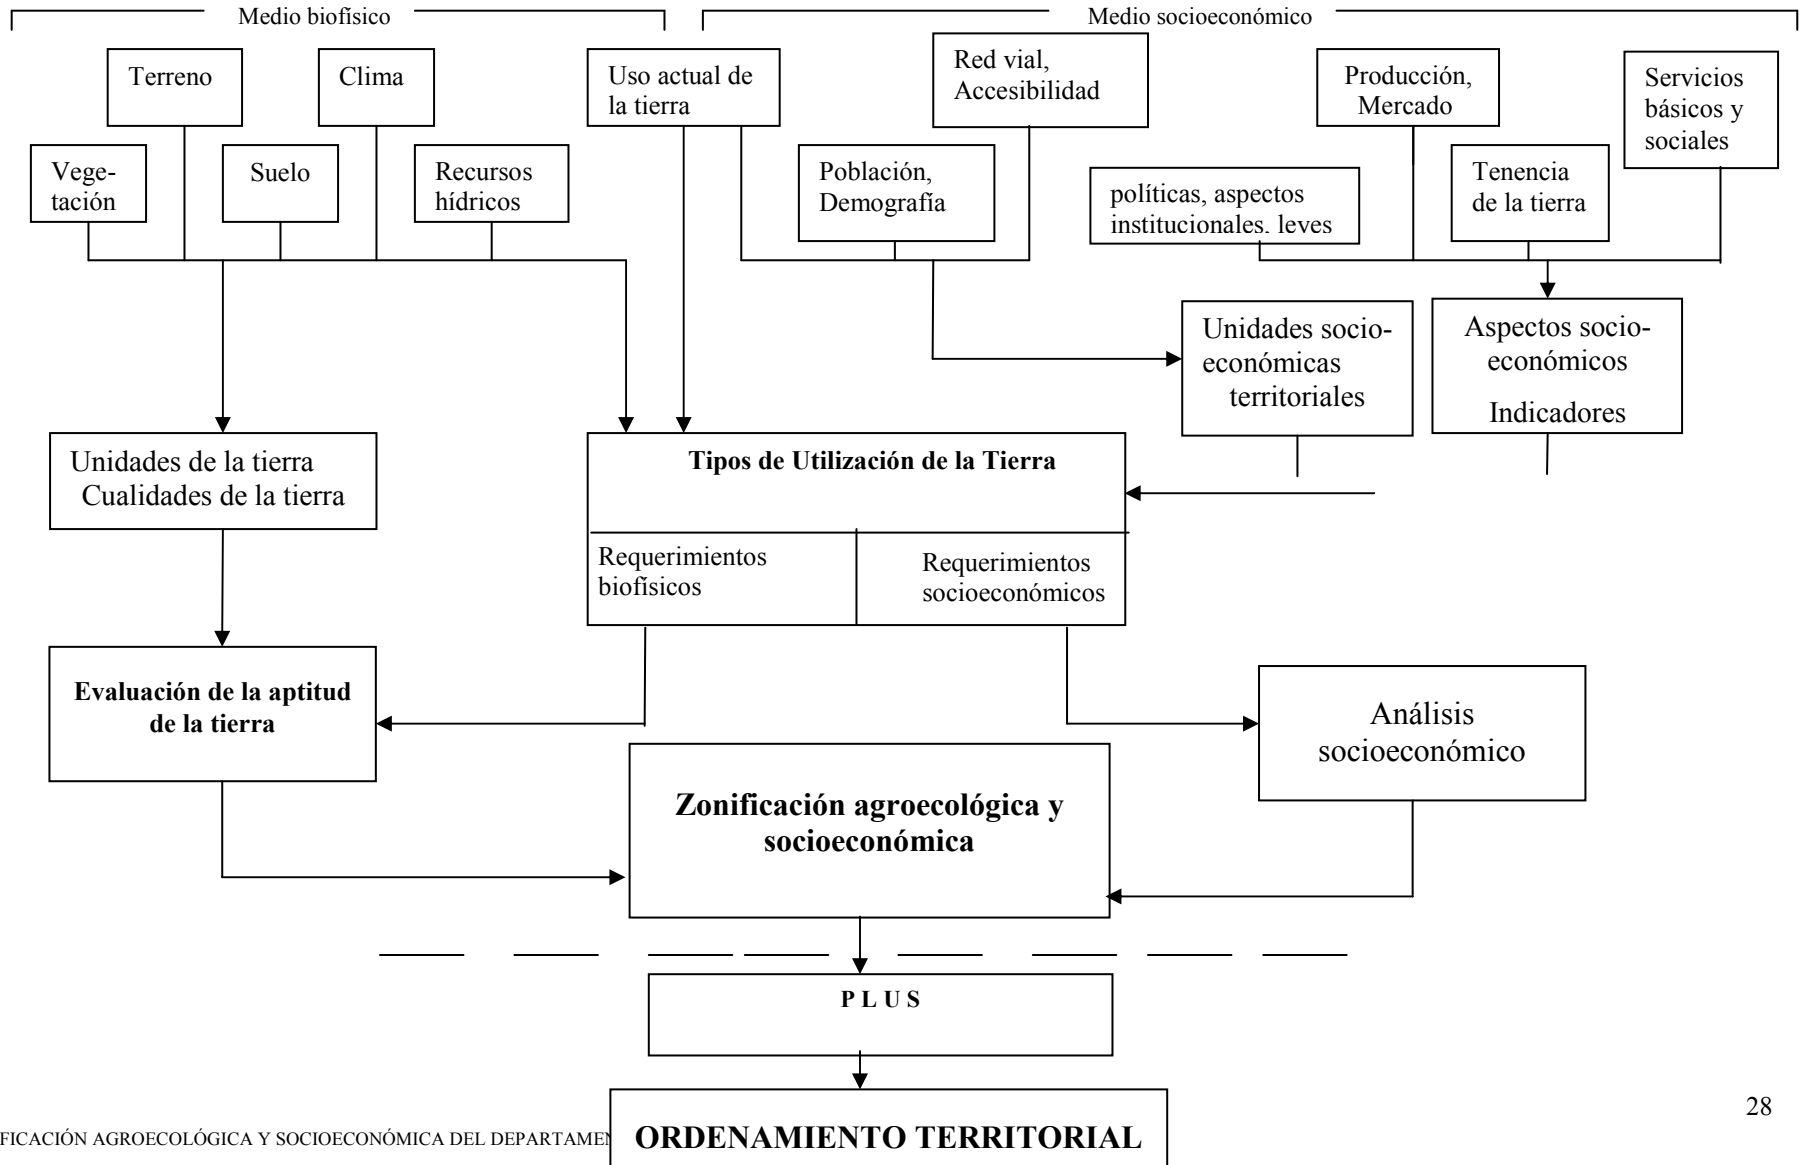 Medio biofísico
Medio socioeconómico
Terreno
Clima
Uso actual de
la tierra
Red vial,
Accesibilidad
Producción,
Mercado
Servicios
básicos y
sociales
Vege-
tación
Suelo
Recursos
hídricos
Población,
Demografía
políticas, aspectos
institucionales, leyes
Tenencia
de la tierra
Unidades socio-
económicas
territoriales
Aspectos socio-
económicos
Indicadores
Unidades de la tierra
Cualidades de la tierra
Tipos de Utilización de la Tierra
Requerimientos
biofísicos
Requerimientos
socioeconómicos
Evaluación de la aptitud
de la tierra
Análisis
socioeconómico
Zonificación agroecológica y
socioeconómica
P L U S
28
FICACIÓN AGROECOLÓGICA Y SOCIOECONÓMICA DEL DEPARTAMEN
ORDENAMIENTO TERRITORIAL